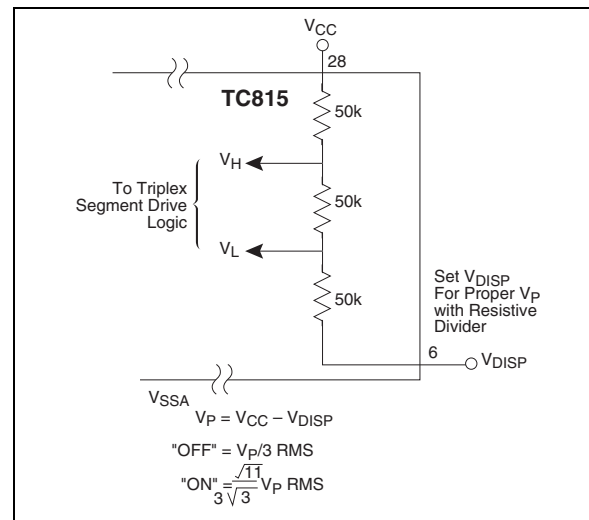 VCC
28
TC815
50k
VH
To Triplex
Segment Drive
Logic
50k
VL
50k
Set VDISP
For Proper VP
with Resistive
Divider
6
VDISP
VSSA
VP = VCC – VDISP
"OFF" = VP/3 RMS
"ON" = √11 / 3√3 VP RMS